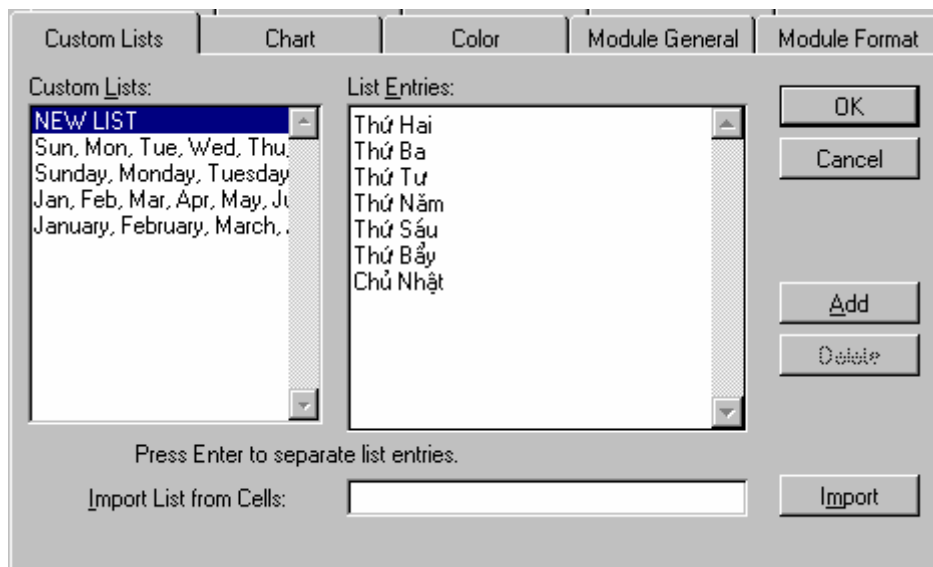 Custom Lists
Chart
Color
Module General
Module Format
Custom Lists:
NEW LIST
Sun, Mon, Tue, Wed, Thu,
Sunday, Monday, Tuesday
Jan, Feb, Mar, Apr, May, Ju
January, February, March, .
List Entries:
Thứ Hai
Thứ Ba
Thứ Tư
Thứ Năm
Thứ Sáu
Thứ Bẩy
Chủ Nhật
OK
Cancel
Add
Delete
Press Enter to separate list entries.
Import List from Cells:
Import